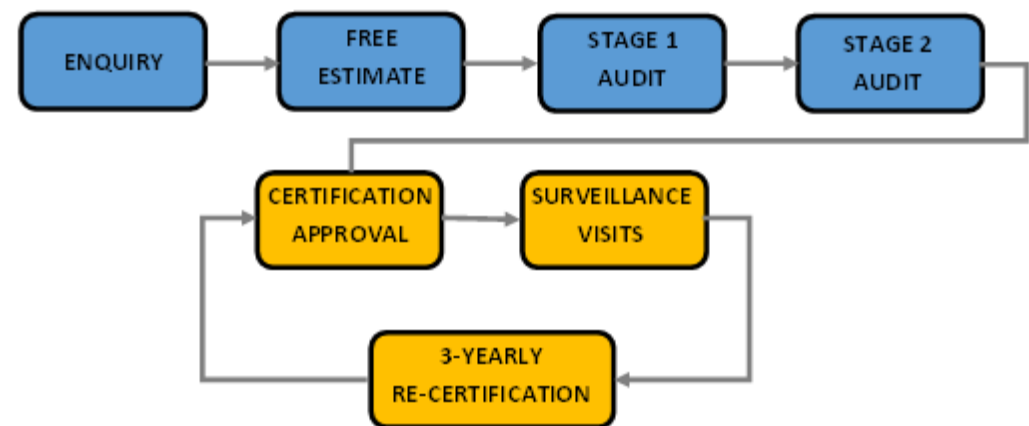 ENQUIRY
FREE
ESTIMATE
STAGE 1
AUDIT
STAGE 2
AUDIT
CERTIFICATION
APPROVAL
SURVEILLANCE
VISITS
3-YEARLY
RE-CERTIFICATION